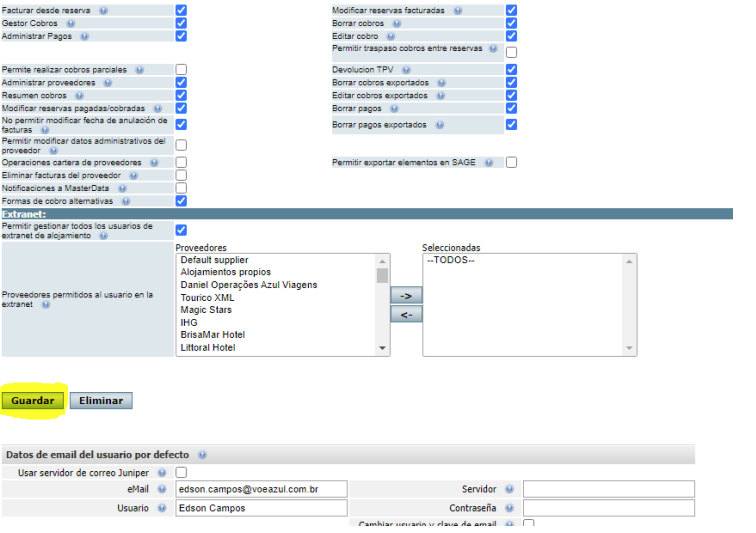 Facturar desde reserva
Modificar reservas facturadas
Gestor Cobros
Borrar cobros
Administrar Pagos
Editar cobro
Permitir traspaso cobros entre reservas
Permite realizar cobros parciales
Devolucion TPV
Administrar proveedores
Borrar cobros exportados
Resumen cobros
Editar cobros exportados
Modificar reservas pagadas/cobradas
Borrar pagos
No permitir modificar fecha de anulación de
facturas
Borrar pagos exportados
Permitir modificar datos administrativos del
proveedor
Operaciones cartera de proveedores
Permitir exportar elementos en SAGE
Eliminar facturas del proveedor
Notificaciones a MasterData
Formas de cobro alternativas
Extranet:
Permitir gestionar todos los usuarios de
extranet de alojamiento
Proveedores
Seleccionadas
Default supplier
--TODOS--
Alojamientos propios
Daniel Operações Azul Viagens
Tourico XML
Magic Stars
IHG
BrisaMar Hotel
Littoral Hotel
Proveedores permitidos al usuario en la
extranet
->
<-
Guardar
Eliminar
Datos de email del usuario por defecto
Usar servidor de correo Juniper
eMail
edson.campos@voeazul.com.br
Servidor
Usuario
Edson Campos
Contraseña
Cambiar usuario y clave de email